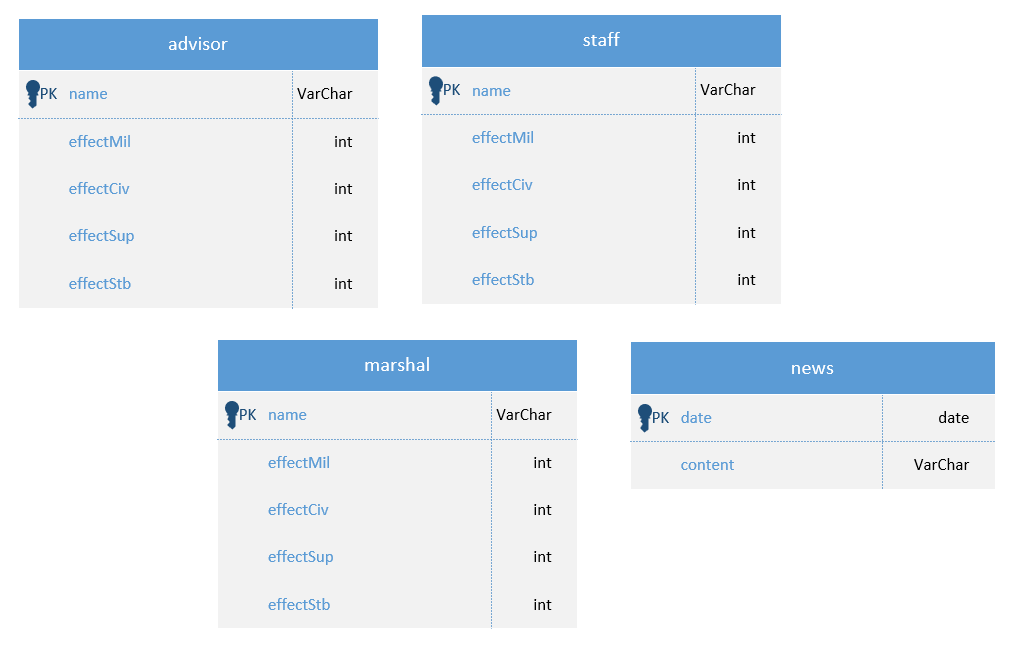 advisor
PK name VarChar
effectMil int
effectCiv int
effectSup int
effectStb int
staff
PK name VarChar
effectMil int
effectCiv int
effectSup int
effectStb int
marshal
PK name VarChar
effectMil int
effectCiv int
effectSup int
effectStb int
news
PK date date
content VarChar